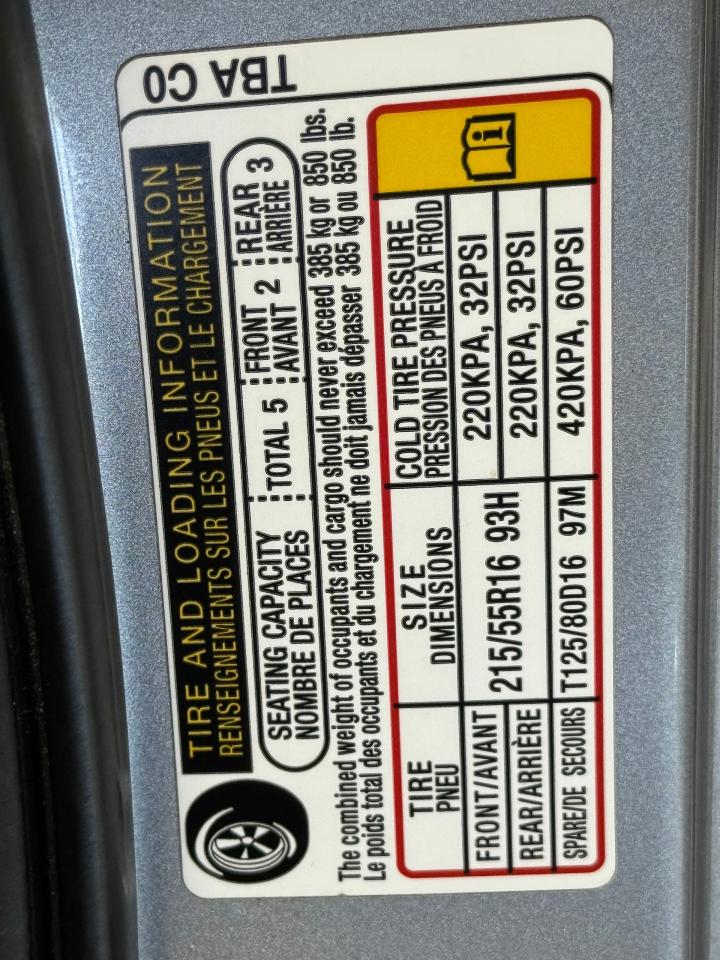 TBA C0
TIRE AND LOADING INFORMATION
RENSEIGNEMENTS SUR LES PNEUS ET LE CHARGEMENT
SEATING CAPACITY TOTAL 5 FRONT 2 REAR 3
NOMBRE DE PLACES AVANT ARRIÈRE
The combined weight of occupants and cargo should never exceed 385 kg or 850 lbs.
Le poids total des occupants et du chargement ne doit jamais dépasser 385 kg ou 850 lb.
TIRE SIZE COLD TIRE PRESSURE
PNEU DIMENSIONS PRESSION DES PNEUS À FROID
FRONT/AVANT 215/55R16 93H 220KPA, 32PSI
REAR/ARRIÈRE 220KPA, 32PSI
SPARE/DE SECOURS T125/80D16 97M 420KPA, 60PSI